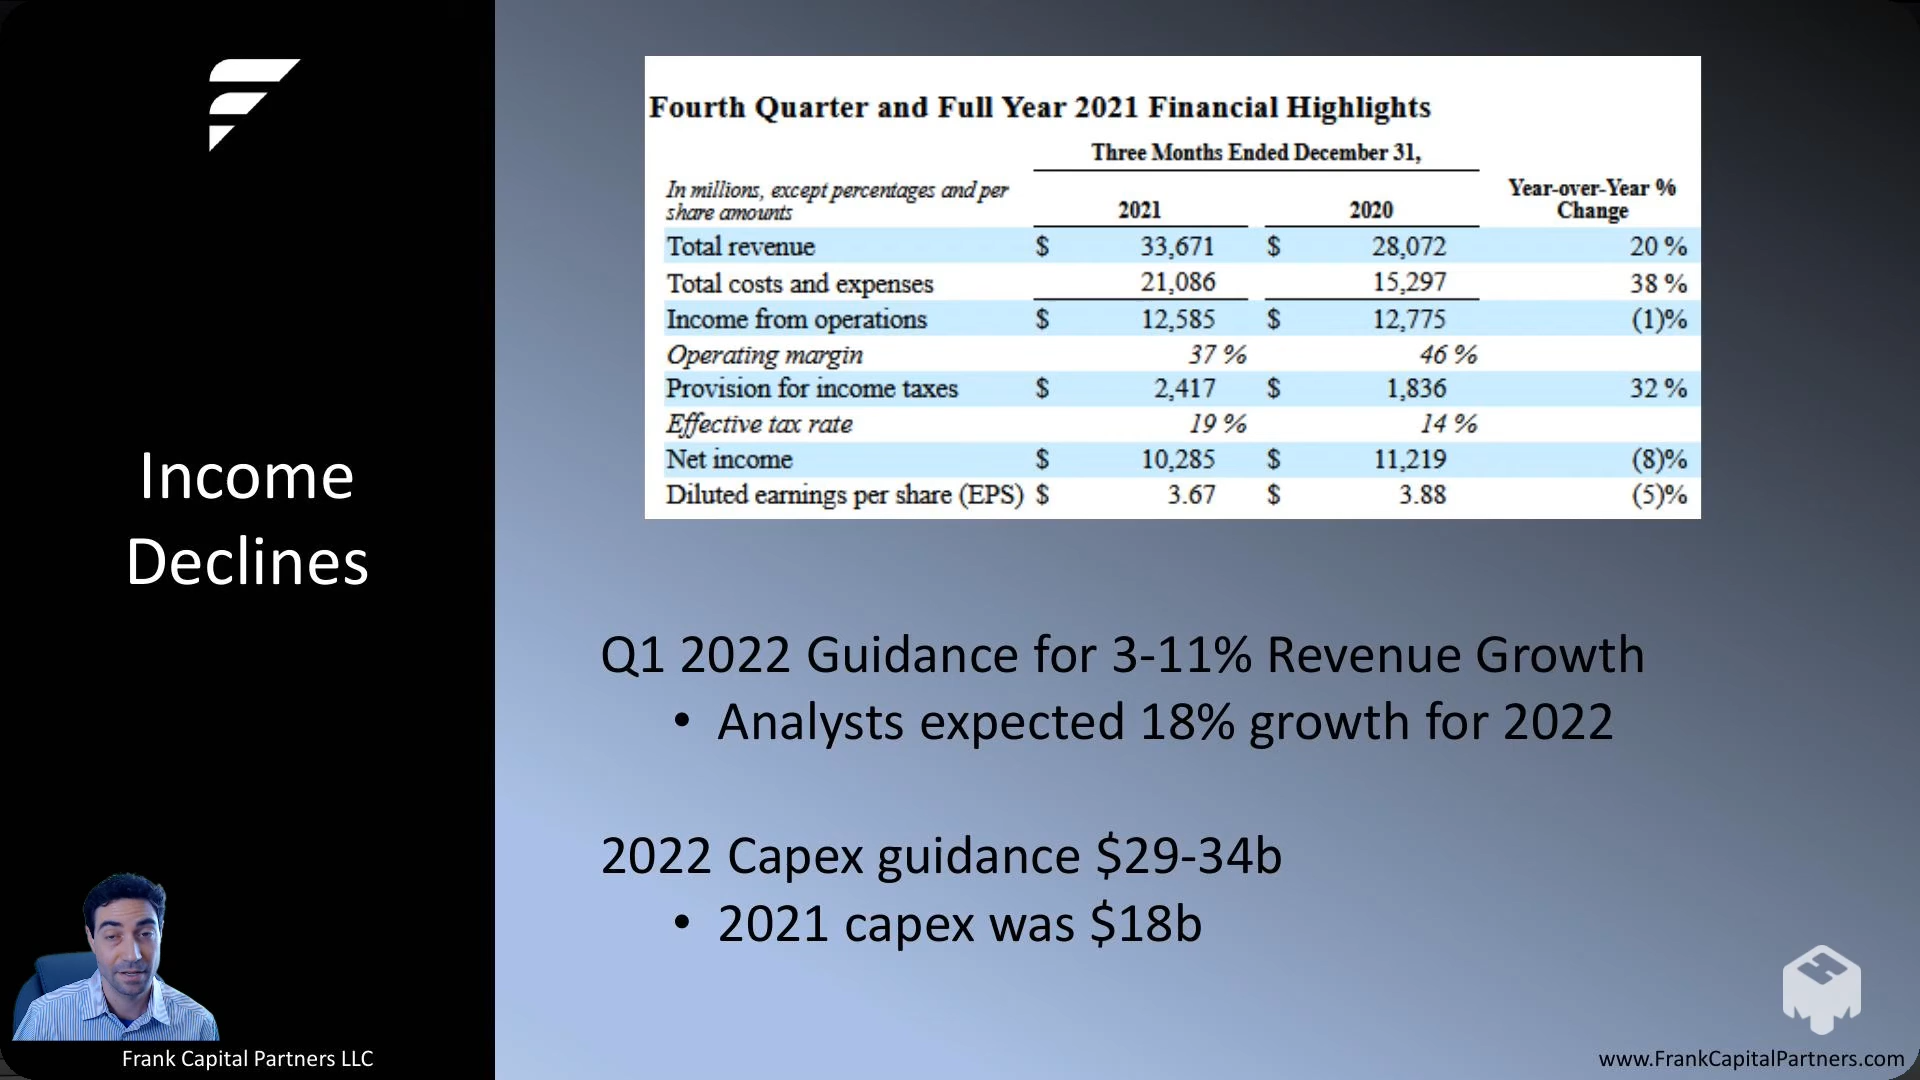 Income
Declines
Fourth Quarter and Full Year 2021 Financial Highlights
Three Months Ended December 31,
In millions, except percentages and per share amounts 2021 2020 Year-over-Year % Change
Total revenue $ 33,671 $ 28,072 20 %
Total costs and expenses 21,086 15,297 38 %
Income from operations $ 12,585 $ 12,775 (1)%
Operating margin 37 % 46 %
Provision for income taxes $ 2,417 $ 1,836 32 %
Effective tax rate 19 % 14 %
Net income $ 10,285 $ 11,219 (8)%
Diluted earnings per share (EPS) $ 3.67 $ 3.88 (5)%
Q1 2022 Guidance for 3-11% Revenue Growth
• Analysts expected 18% growth for 2022
2022 Capex guidance $29-34b
• 2021 capex was $18b
Frank Capital Partners LLC
www.FrankCapitalPartners.com